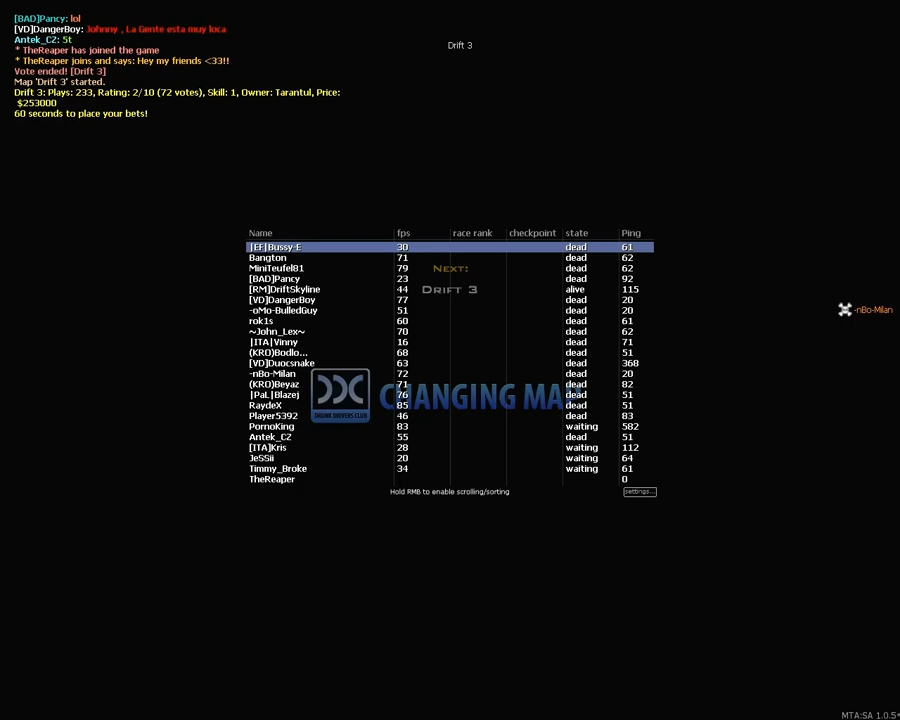 [BAD]Pancy: lol
[VD]DangerBoy: Johnny , La Gente esta muy loca
Antek_CZ: 5t
* TheReaper has joined the game
* TheReaper joins and says: Hey my friends <33!!
Vote ended! [Drift 3]
Map 'Drift 3' started.
Drift 3: Plays: 233, Rating: 2/10 (72 votes), Skill: 1, Owner: Tarantul, Price:
$253000
60 seconds to place your bets!
Drift 3
Name fps race rank checkpoint state Ping
|EF|Bussy-E 30 dead 61
Bangton 71 dead 62
MiniTeufel81 79 dead 62
[BAD]Pancy 23 dead 92
[RM]DriftSkyline 44 alive 115
[VD]DangerBoy 77 dead 20
-oMo-BulledGuy 51 dead 20
rok1s 60 dead 61
~John_Lex~ 70 dead 62
|ITA|Vinny 16 dead 71
(KRO)Bodlo... 68 dead 51
[VD]Duocsnake 63 dead 368
-nBo-Milan 72 dead 20
(KRO)Beyaz 71 dead 82
|PaL|Blazej 76 dead 51
RaydeX 85 dead 51
Player5392 46 dead 83
PornoKing 83 waiting 582
Antek_CZ 55 dead 51
[ITA]Kris 28 waiting 112
JeSSii 20 waiting 64
Timmy_Broke 34 waiting 61
TheReaper 0
Next:
Drift 3
DDC
DRUNK DRIVERS CLUB
CHANGING MAP
Hold RMB to enable scrolling/sorting
settings...
-nBo-Milan
MTA:SA 1.0.5*